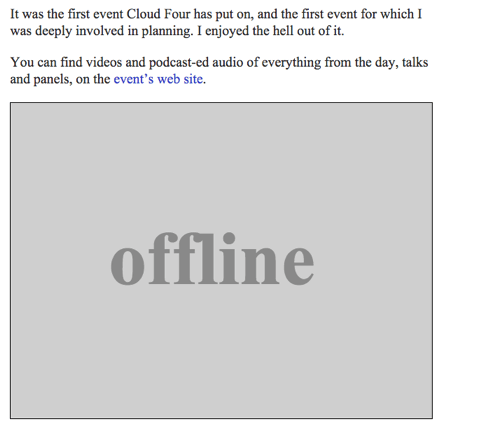 It was the first event Cloud Four has put on, and the first event for which I
was deeply involved in planning. I enjoyed the hell out of it.
You can find videos and podcast-ed audio of everything from the day, talks
and panels, on the event’s web site.
offline